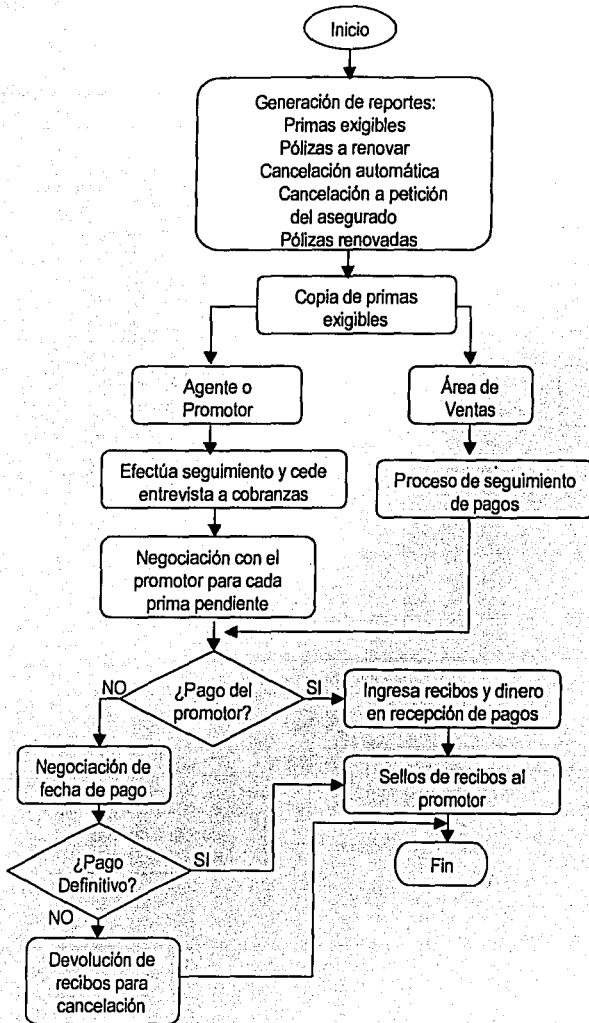 Inicio
Generación de reportes:
Primas exigibles
Pólizas a renovar
Cancelación automática
Cancelación a petición
del asegurado
Pólizas renovadas
Copia de primas
exigibles
Agente o
Promotor
Área de
Ventas
Efectúa seguimiento y cede
entrevista a cobranzas
Proceso de seguimiento
de pagos
Negociación con el
promotor para cada
prima pendiente
NO
¿Pago del
promotor?
SI
Ingresa recibos y dinero
en recepción de pagos
Negociación de
fecha de pago
Sellos de recibos al
promotor
¿Pago
Definitivo?
SI
Fin
NO
Devolución de
recibos para
cancelación